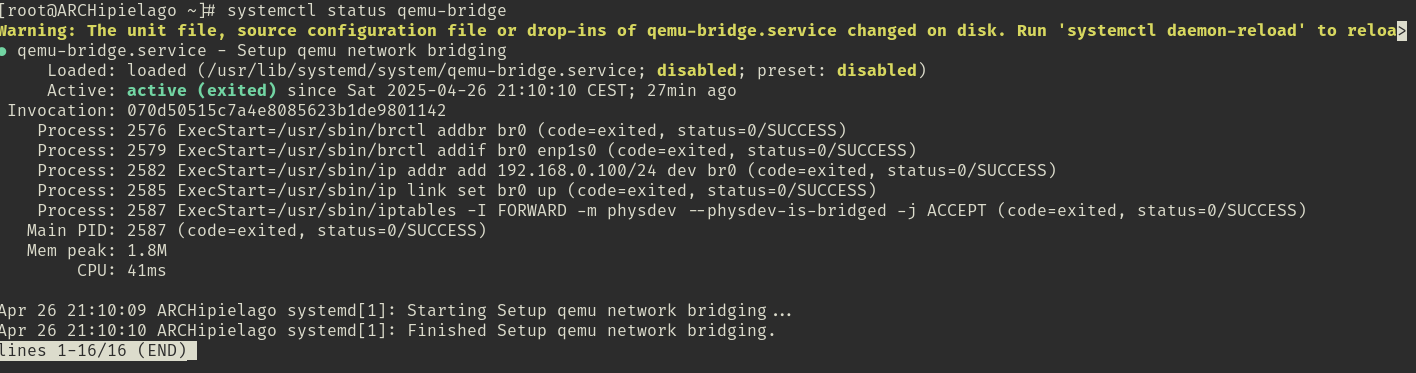 [root@ARCHipielago ~]# systemctl status qemu-bridge
Warning: The unit file, source configuration file or drop-ins of qemu-bridge.service changed on disk. Run 'systemctl daemon-reload' to reloa>
● qemu-bridge.service - Setup qemu network bridging
     Loaded: loaded (/usr/lib/systemd/system/qemu-bridge.service; disabled; preset: disabled)
     Active: active (exited) since Sat 2025-04-26 21:10:10 CEST; 27min ago
 Invocation: 070d50515c7a4e8085623b1de9801142
    Process: 2576 ExecStart=/usr/sbin/brctl addbr br0 (code=exited, status=0/SUCCESS)
    Process: 2579 ExecStart=/usr/sbin/brctl addif br0 enp1s0 (code=exited, status=0/SUCCESS)
    Process: 2582 ExecStart=/usr/sbin/ip addr add 192.168.0.100/24 dev br0 (code=exited, status=0/SUCCESS)
    Process: 2585 ExecStart=/usr/sbin/ip link set br0 up (code=exited, status=0/SUCCESS)
    Process: 2587 ExecStart=/usr/sbin/iptables -I FORWARD -m physdev --physdev-is-bridged -j ACCEPT (code=exited, status=0/SUCCESS)
   Main PID: 2587 (code=exited, status=0/SUCCESS)
   Mem peak: 1.8M
        CPU: 41ms

Apr 26 21:10:09 ARCHipielago systemd[1]: Starting Setup qemu network bridging...
Apr 26 21:10:10 ARCHipielago systemd[1]: Finished Setup qemu network bridging.
lines 1-16/16 (END)